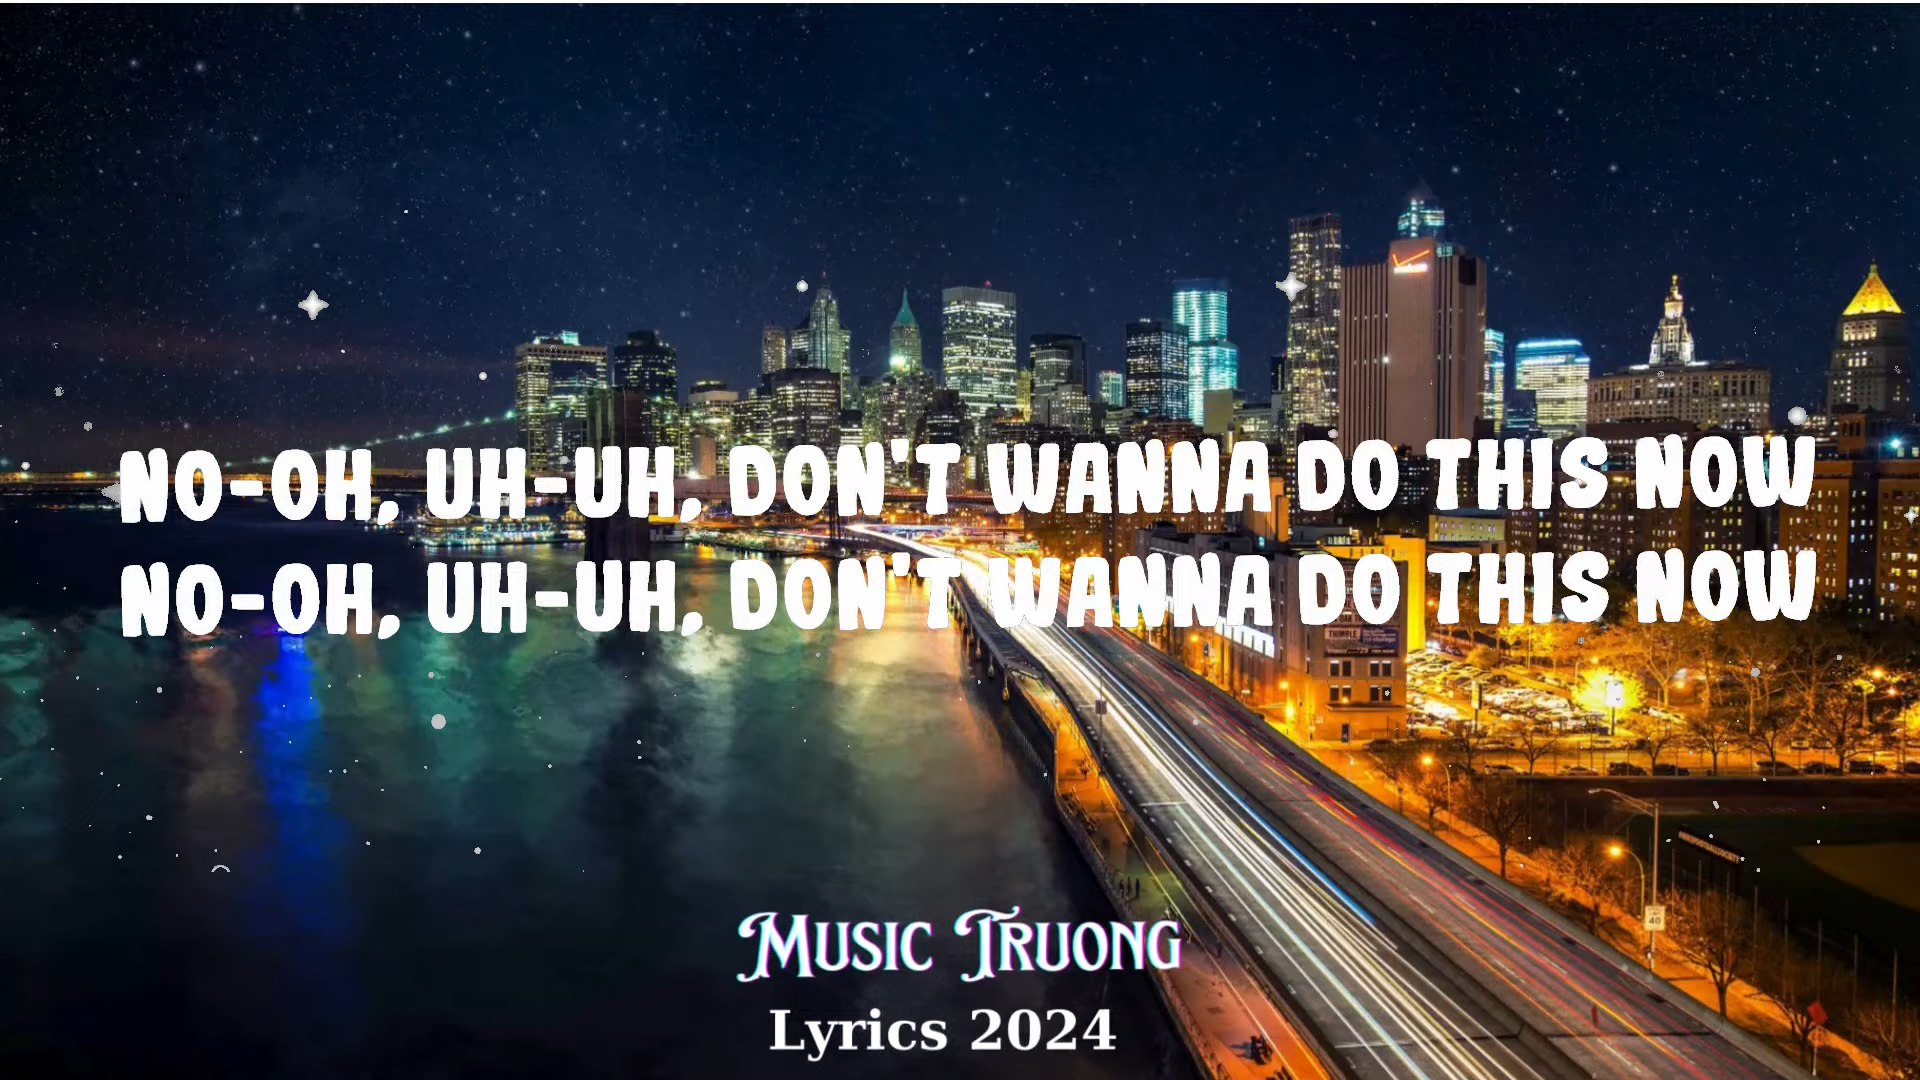 NO-OH, UH-UH, DON'T WANNA DO THIS NOW
NO-OH, UH-UH, DON'T WANNA DO THIS NOW
MUSIC TRUONG
Lyrics 2024
40